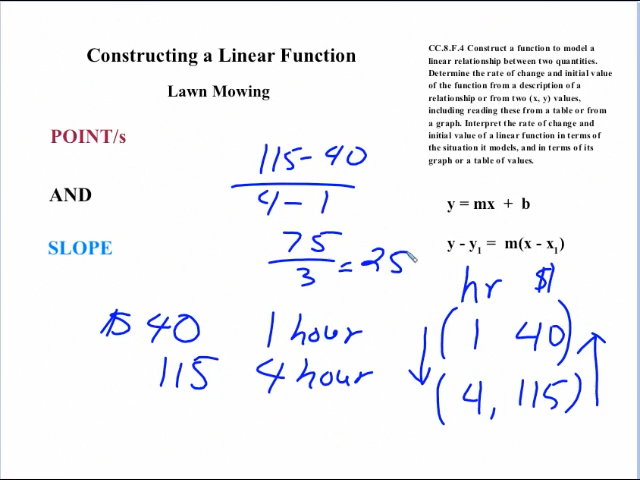 Constructing a Linear Function
Lawn Mowing
CC.8.F.4 Construct a function to model a
linear relationship between two quantities.
Determine the rate of change and initial value
of the function from a description of a
relationship or from two (x, y) values,
including reading these from a table or from
a graph. Interpret the rate of change and
initial value of a linear function in terms of
the situation it models, and in terms of its
graph or a table of values.
POINT/s
AND
SLOPE
115 - 40
4 - 1
75
3
= 25
y = mx + b
y - y₁ = m(x - x₁)
$40 1 hour
115 4 hour
hr $
(1 40)
(4, 115)